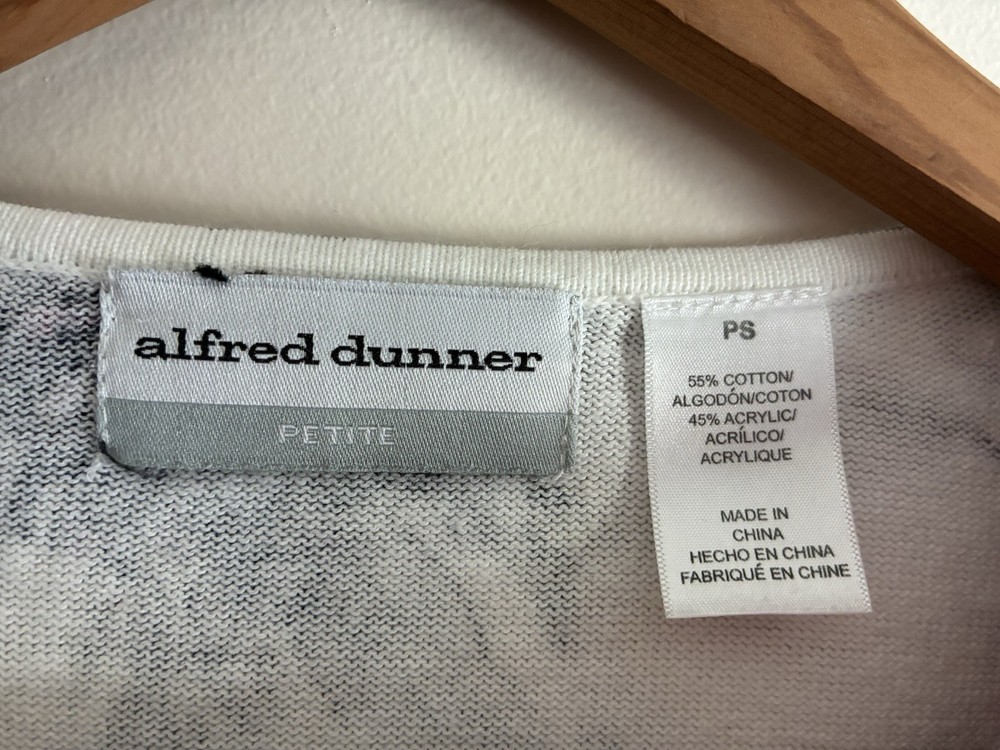 alfred dunner
PETITE
PS
55% COTTON/
ALGODÓN/COTON
45% ACRYLIC/
ACRÍLICO/
ACRYLIQUE
MADE IN
CHINA
HECHO EN CHINA
FABRIQUÉ EN CHINE